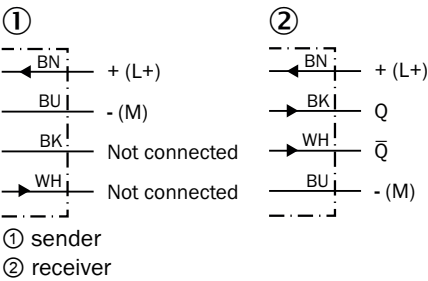 ① ②
BN + (L+) BN + (L+)
BU - (M) BK Q
BK Not connected WH Q̅
WH Not connected BU - (M)
① sender
② receiver